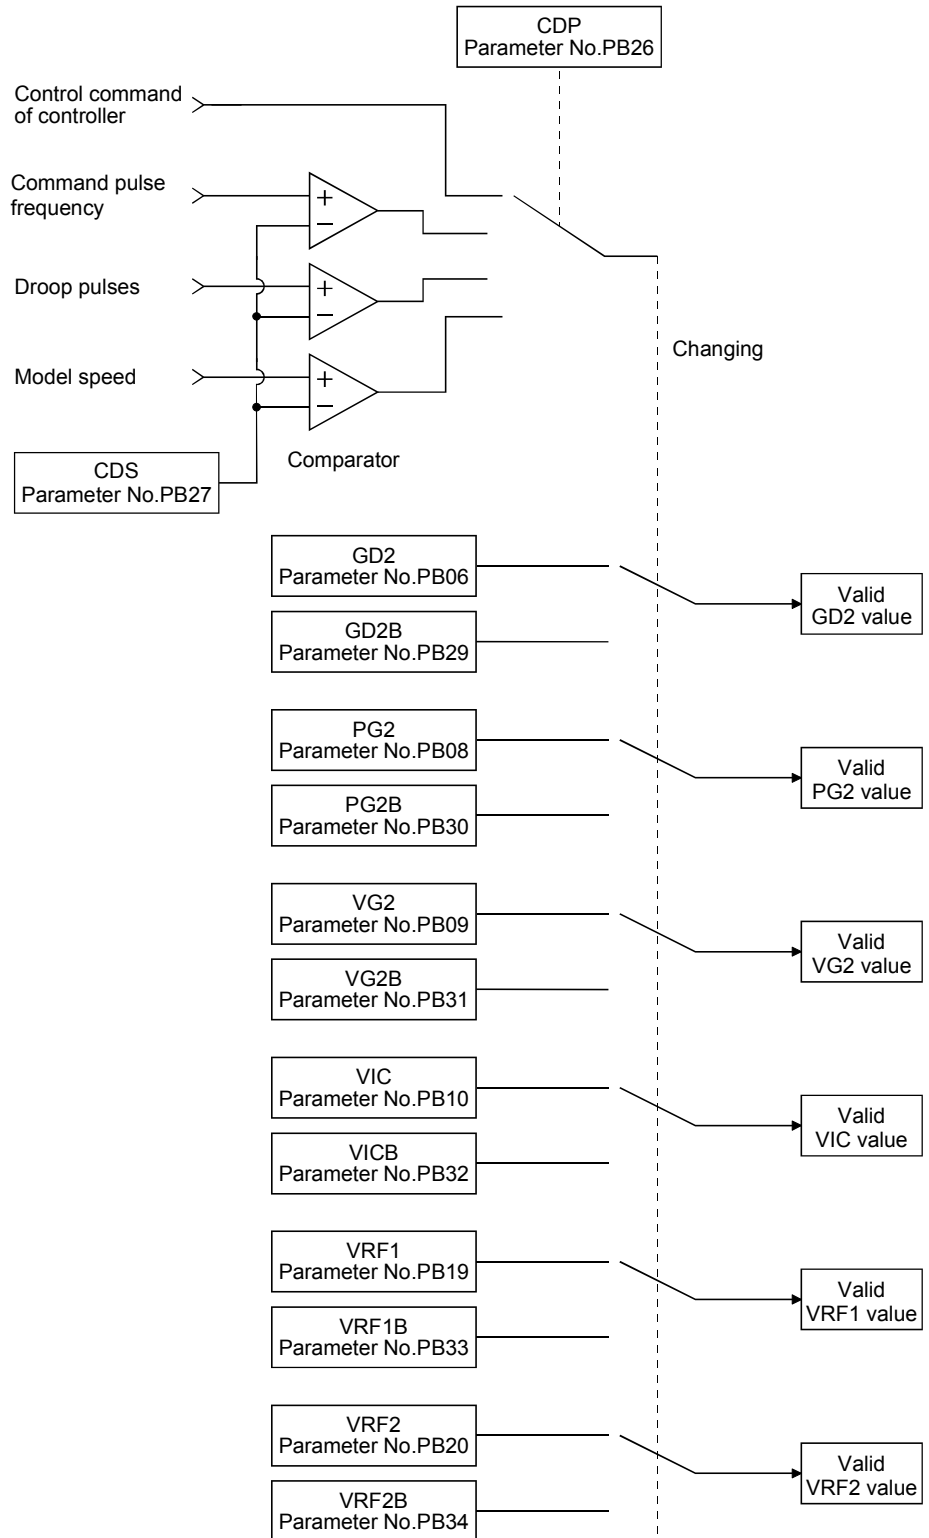 CDP
Parameter No.PB26
Control command
of controller
Command pulse
frequency
+
−
Droop pulses
+
−
Changing
Model speed
+
−
Comparator
CDS
Parameter No.PB27
GD2
Parameter No.PB06
Valid
GD2 value
GD2B
Parameter No.PB29
PG2
Parameter No.PB08
Valid
PG2 value
PG2B
Parameter No.PB30
VG2
Parameter No.PB09
Valid
VG2 value
VG2B
Parameter No.PB31
VIC
Parameter No.PB10
Valid
VIC value
VICB
Parameter No.PB32
VRF1
Parameter No.PB19
Valid
VRF1 value
VRF1B
Parameter No.PB33
VRF2
Parameter No.PB20
Valid
VRF2 value
VRF2B
Parameter No.PB34